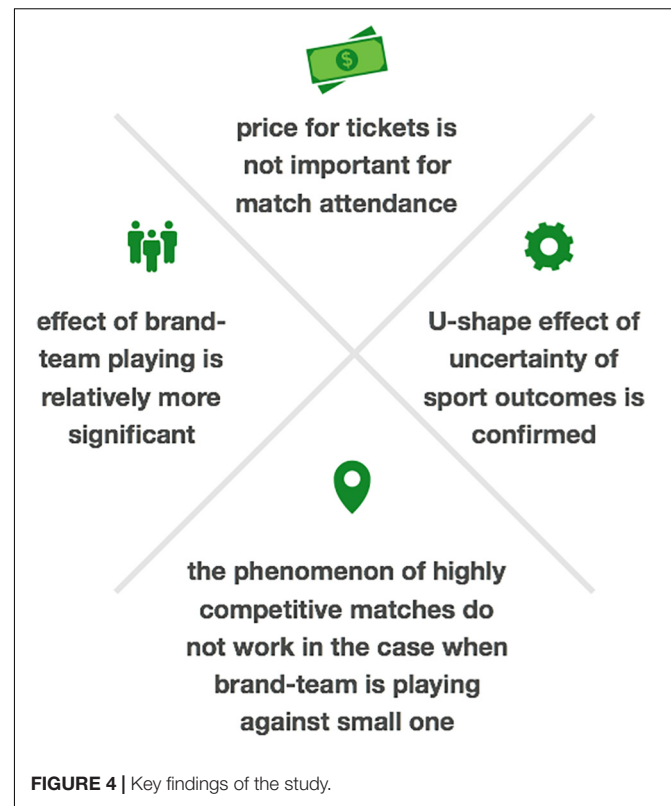 $
price for tickets is
not important for
match attendance
effect of brand-
team playing is
relatively more
significant
U-shape effect of
uncertainty of
sport outcomes is
confirmed
the phenomenon of highly
competitive matches do
not work in the case when
brand-team is playing
against small one
FIGURE 4 | Key findings of the study.